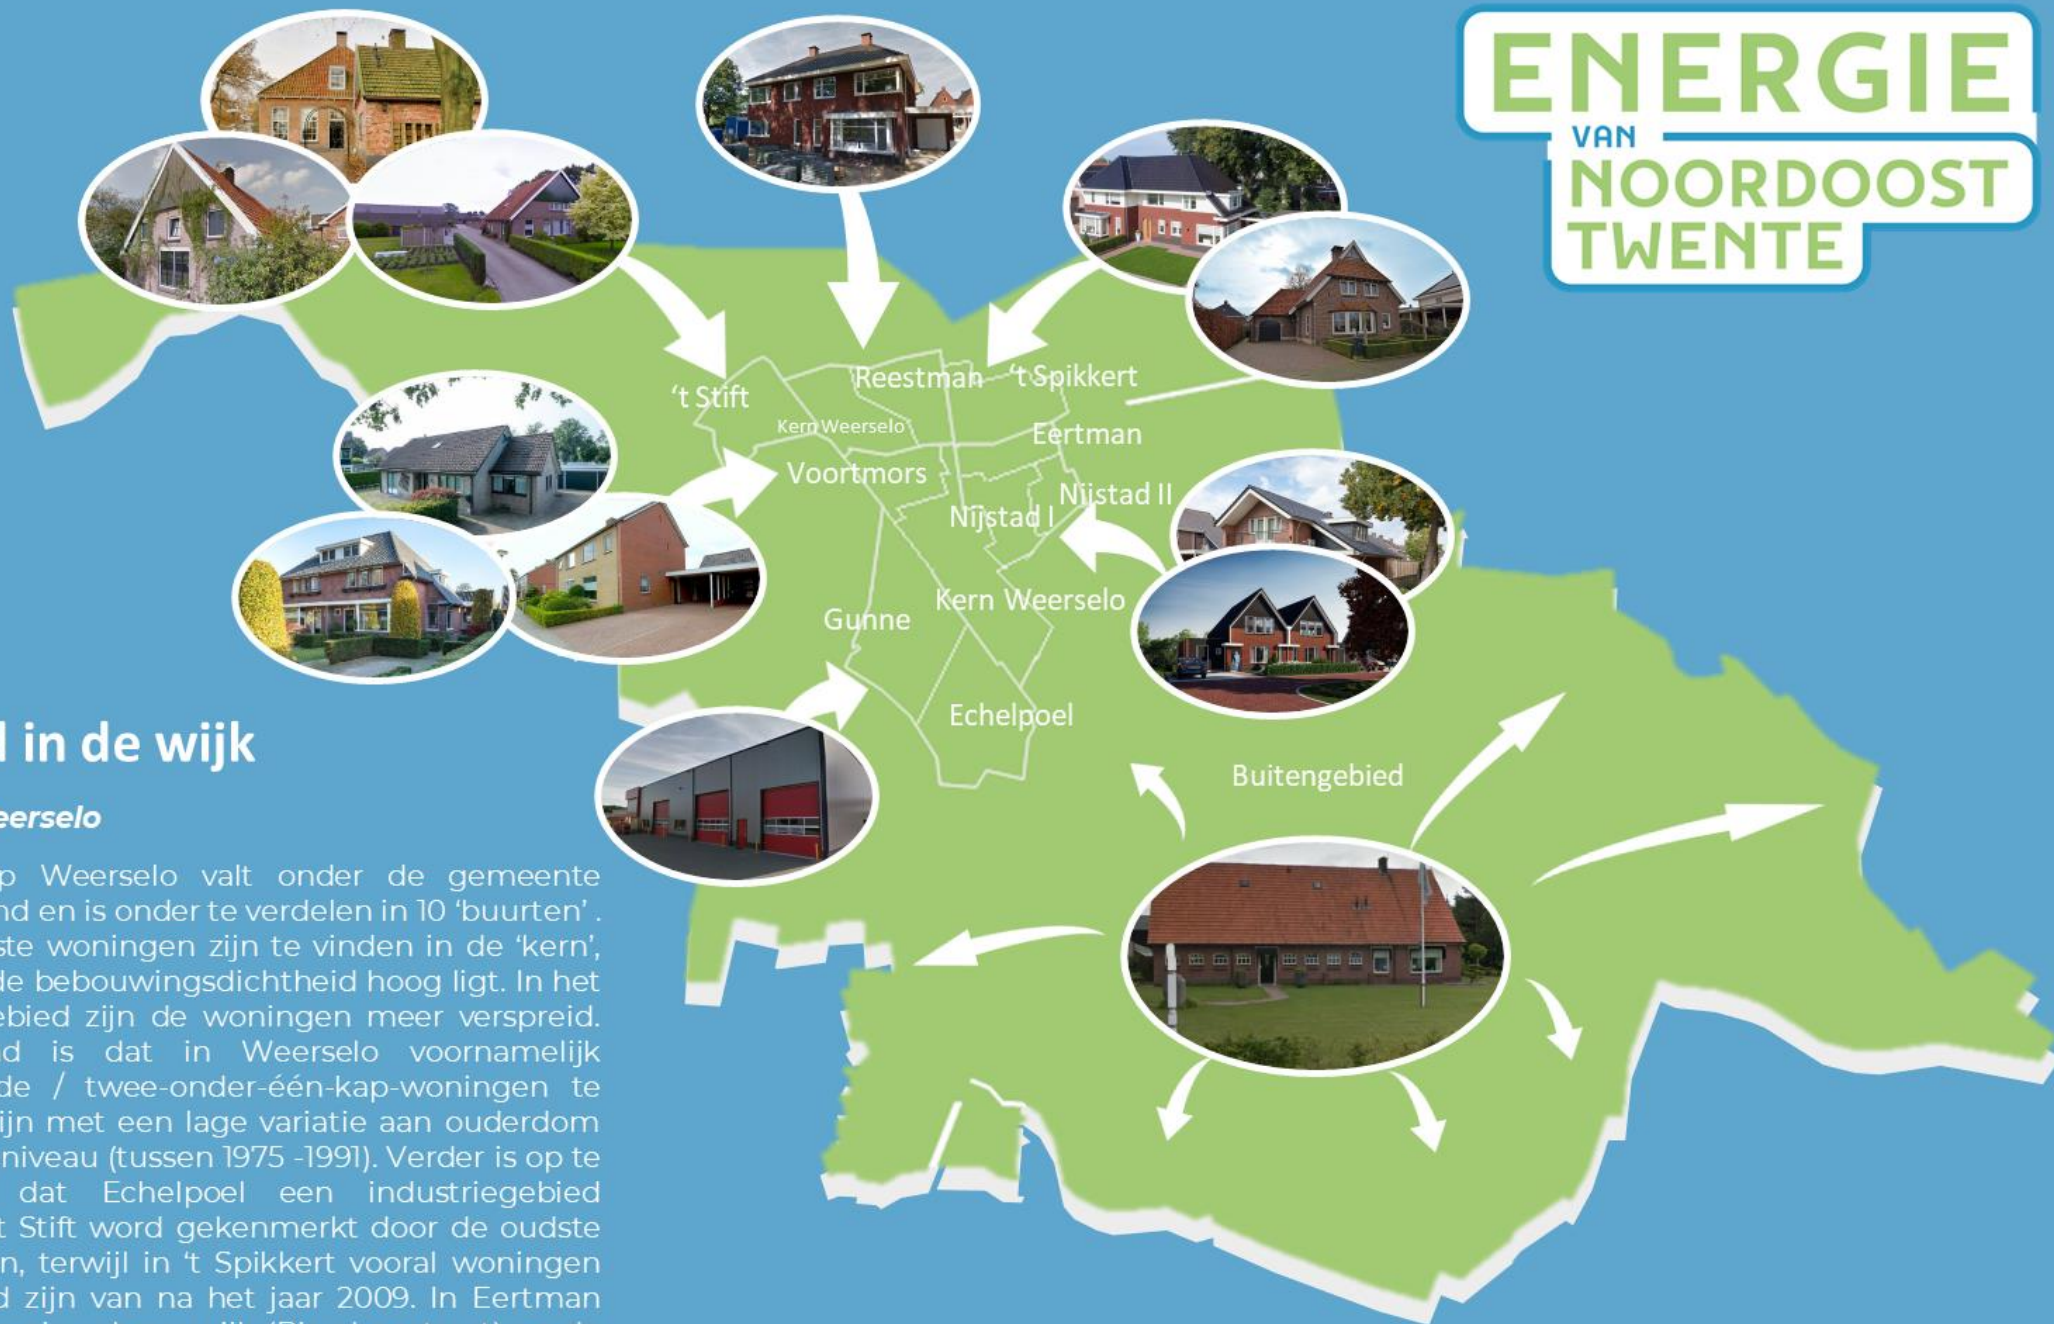 ENERGIE
VAN
NOORDOOST
TWENTE
Reestman
't Spikkert
't Stift
Kern Weerselo
Eertman
Voortmors
Nijstad II
Nijstad I
Kern Weerselo
Gunne
Echelpoel
Buitengebied
in de wijk
eerselo
p Weerselo valt onder de gemeente
nd en is onder te verdelen in 10 ‘buurten’ .
ste woningen zijn te vinden in de ‘kern’,
de bebouwingsdichtheid hoog ligt. In het
ebied zijn de woningen meer verspreid.
d is dat in Weerselo voornamelijk
de / twee-onder-één-kap-woningen te
ijn met een lage variatie aan ouderdom
niveau (tussen 1975 -1991). Verder is op te
dat Echelpoel een industriegebied
t Stift word gekenmerkt door de oudste
n, terwijl in ‘t Spikkert vooral woningen
d zijn van na het jaar 2009. In Eertman